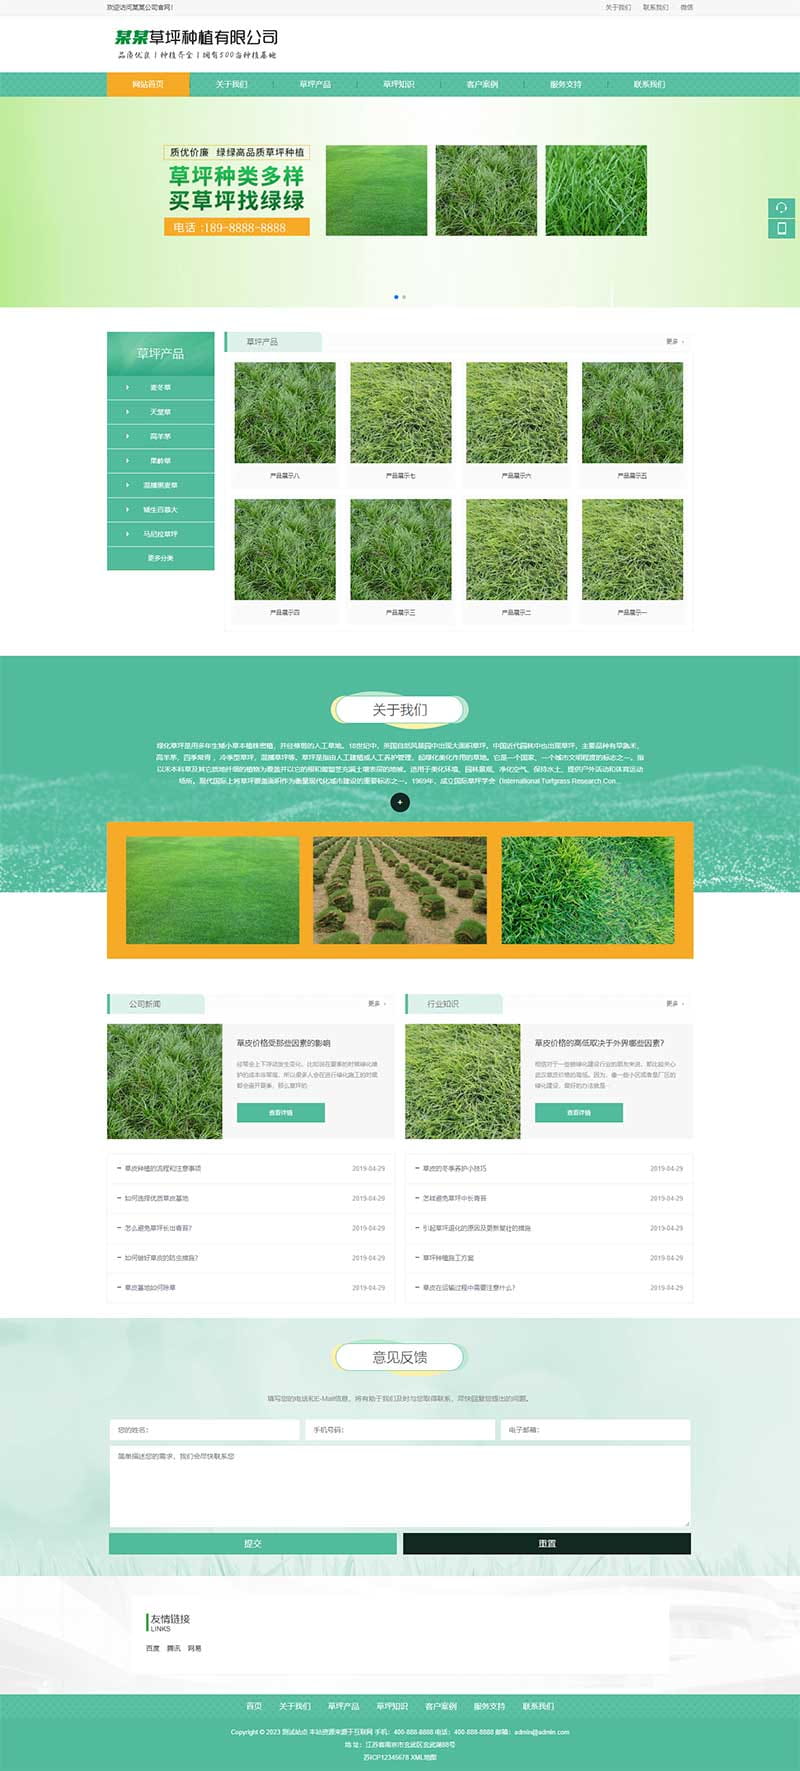 欢迎访问某某公司官网！
关于我们 联系我们 微信
某某草坪种植有限公司
品质优良 | 种植齐全 | 拥有500亩种植基地
网站首页 关于我们 草坪产品 草坪知识 客户案例 服务支持 联系我们
质优价廉 绿绿高品质草坪种植
草坪种类多样
买草坪找绿绿
电话 :189-8888-8888
草坪产品
麦冬草
天堂草
高羊茅
果岭草
混播黑麦草
矮生百慕大
马尼拉草坪
更多分类
草坪产品 更多
产品展示八 产品展示七 产品展示六 产品展示五
产品展示四 产品展示三 产品展示二 产品展示一
关于我们
绿化草坪是用多年生矮小草本植株密植，并经修剪的人工草地。18世纪中，英国自然风景园中出现大面积草坪。中国近代园林中也出现草坪，主要品种有早熟禾，
高羊茅，四季常得，冷季型草坪，混播草坪等。草坪是指由人工建植或人工养护管理，起绿化美化作用的草地。它是一个国家、一个城市文明程度的标志之一。指
以禾本科草及其它质地纤细的植物为覆盖并以它的根和匍匐茎充满土壤表层的地被。适用于美化环境、园林景观、净化空气、保持水土、提供户外活动和体育运动
场所。现代国际上将草坪覆盖面积作为衡量现代化城市建设的重要标志之一。1969年，成立国际草坪学会（International Turfgrass Research Con...
公司新闻 更多
草皮价格受那些因素的影响
经常会上下浮动发生变化，比如说在夏季的时候绿化维
护的成本非常高，所以很多人会在进行绿化施工的时候
都会避开夏季，那么草坪的
查看详情
草皮种植的流程和注意事项 2019-04-29
如何选择优质草皮基地 2019-04-29
怎么避免草坪长出青苔? 2019-04-29
如何做好草皮的防虫措施? 2019-04-29
草皮基地如何除草 2019-04-29
行业知识 更多
草皮价格的高低取决于外界哪些因素?
相信对于一些做绿化建设行业的朋友来说，都比较关心
武汉草皮价格的高低。因为，像一些小区或者是厂区的
绿化建设，最好的办法就是…
查看详情
草皮的冬季养护小技巧 2019-04-29
怎样避免草坪中长青苔 2019-04-29
引起草坪退化的原因及更新复壮的措施 2019-04-29
草坪种植施工方案 2019-04-29
草皮在运输过程中需要注意什么? 2019-04-29
意见反馈
填写您的电话和E-Mail信息，将有助于我们及时与您取得联系，尽快回复您提出的问题。
您的姓名： 手机号码： 电子邮箱：
简单描述您的需求，我们会尽快联系您
提交 重置
友情链接
LINKS
百度 腾讯 网易
首页 关于我们 草坪产品 草坪知识 客户案例 服务支持 联系我们
Copyright © 2023 测试站点 本站资源来源于互联网 手机：400-888-8888 电话：400-888-8888 邮箱：admin@admin.com
地 址：江苏省南京市玄武区玄武湖88号
苏ICP12345678 XML地图